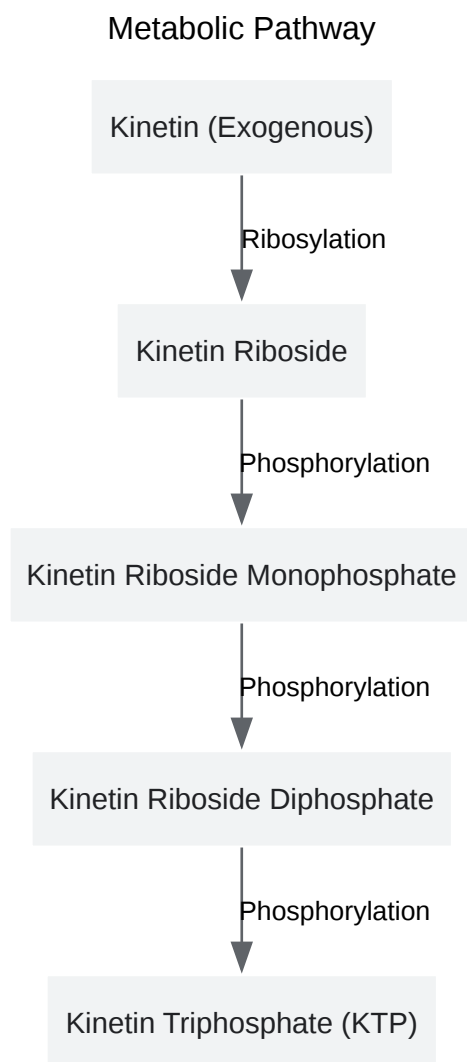 Metabolic Pathway
Kinetin (Exogenous)
Ribosylation
Kinetin Riboside
Phosphorylation
Kinetin Riboside Monophosphate
Phosphorylation
Kinetin Riboside Diphosphate
Phosphorylation
Kinetin Triphosphate (KTP)